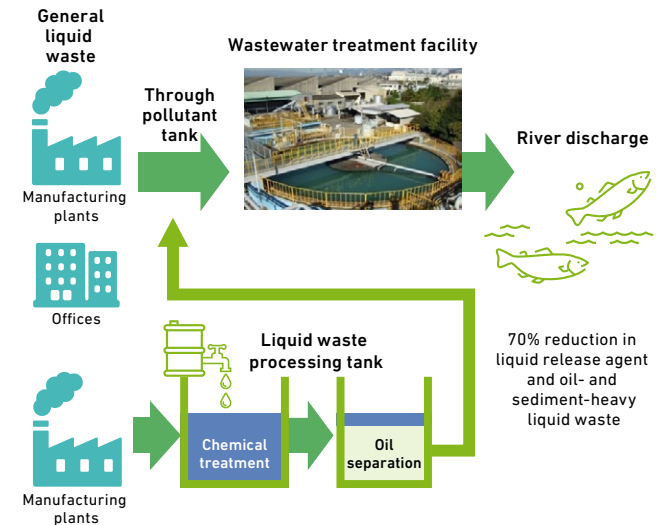 General
liquid
waste
Wastewater treatment facility
Through
pollutant
tank
River discharge
Manufacturing
plants
Offices
Liquid waste
processing tank
70% reduction in
liquid release agent
and oil- and
sediment-heavy
liquid waste
Chemical
treatment
Oil
separation
Manufacturing
plants